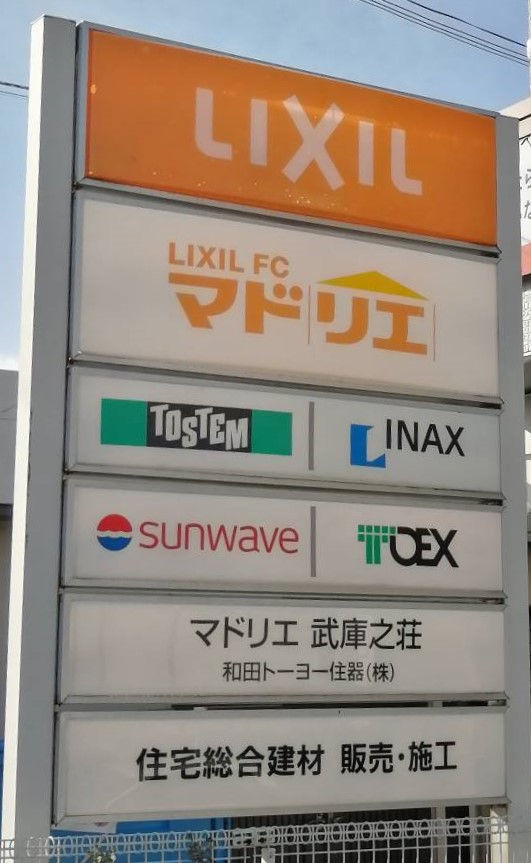 LIXIL
LIXIL FC
マドリエ
TOSTEM
INAX
sunwave
TOEX
マドリエ 武庫之荘
和田トーヨー住器(株)
住宅総合建材 販売・施工